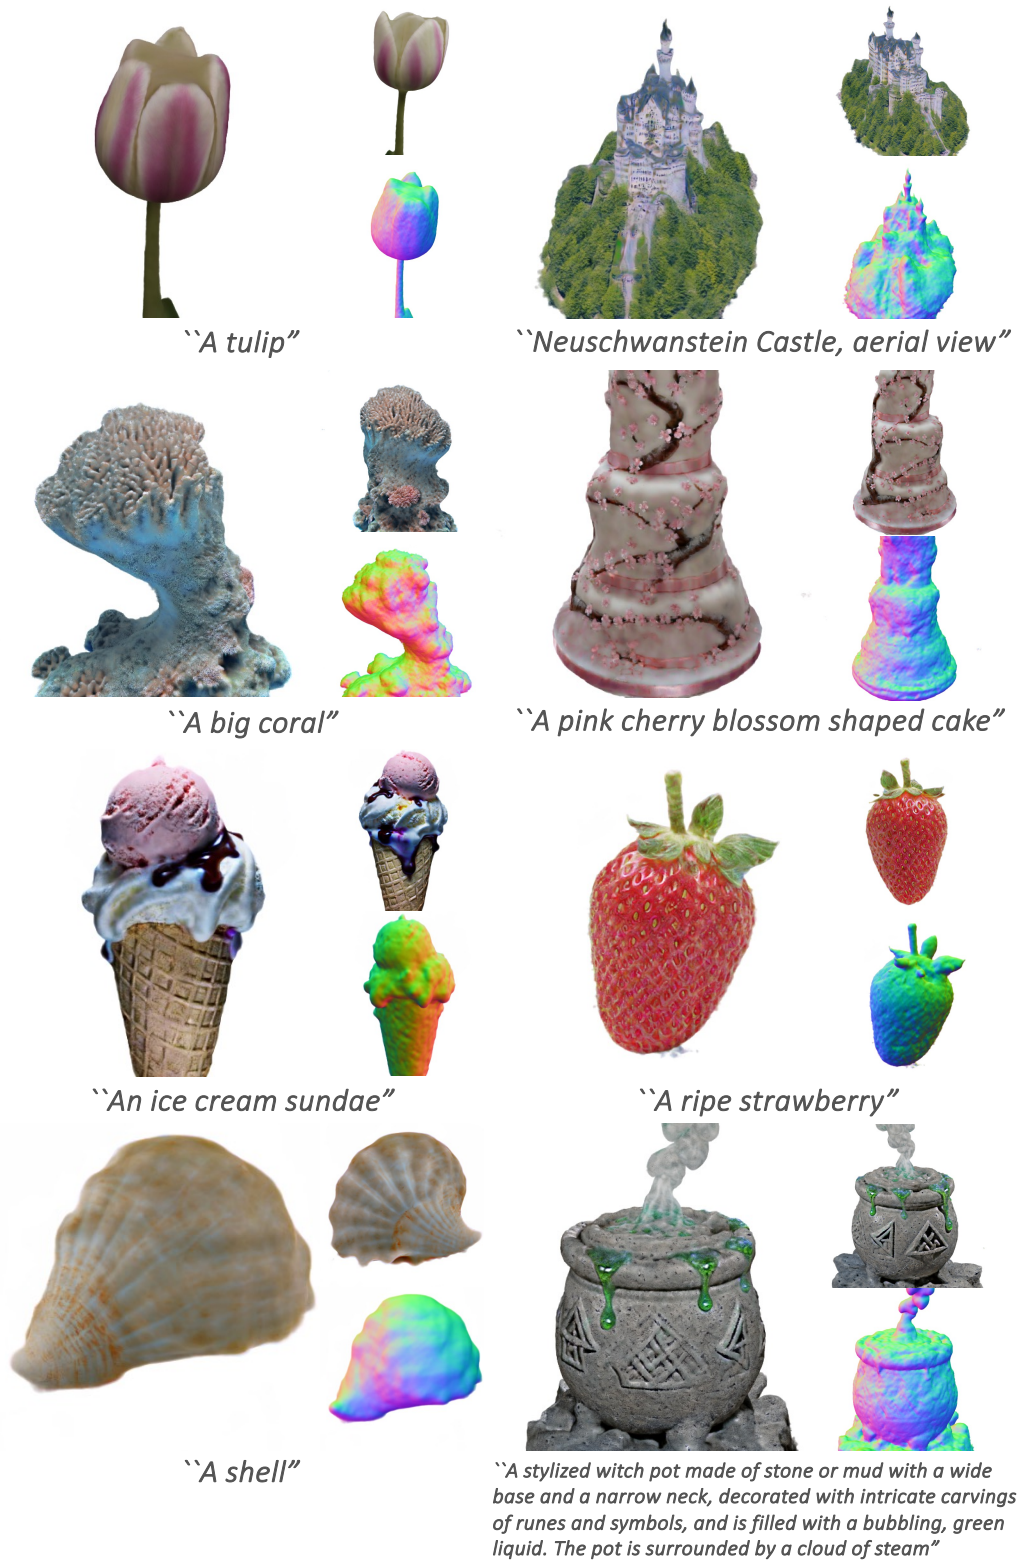 ``A tulip”
``Neuschwanstein Castle, aerial view”
``A big coral”
``A pink cherry blossom shaped cake”
``An ice cream sundae”
``A ripe strawberry”
``A shell”
``A stylized witch pot made of stone or mud with a wide
base and a narrow neck, decorated with intricate carvings
of runes and symbols, and is filled with a bubbling, green
liquid. The pot is surrounded by a cloud of steam”